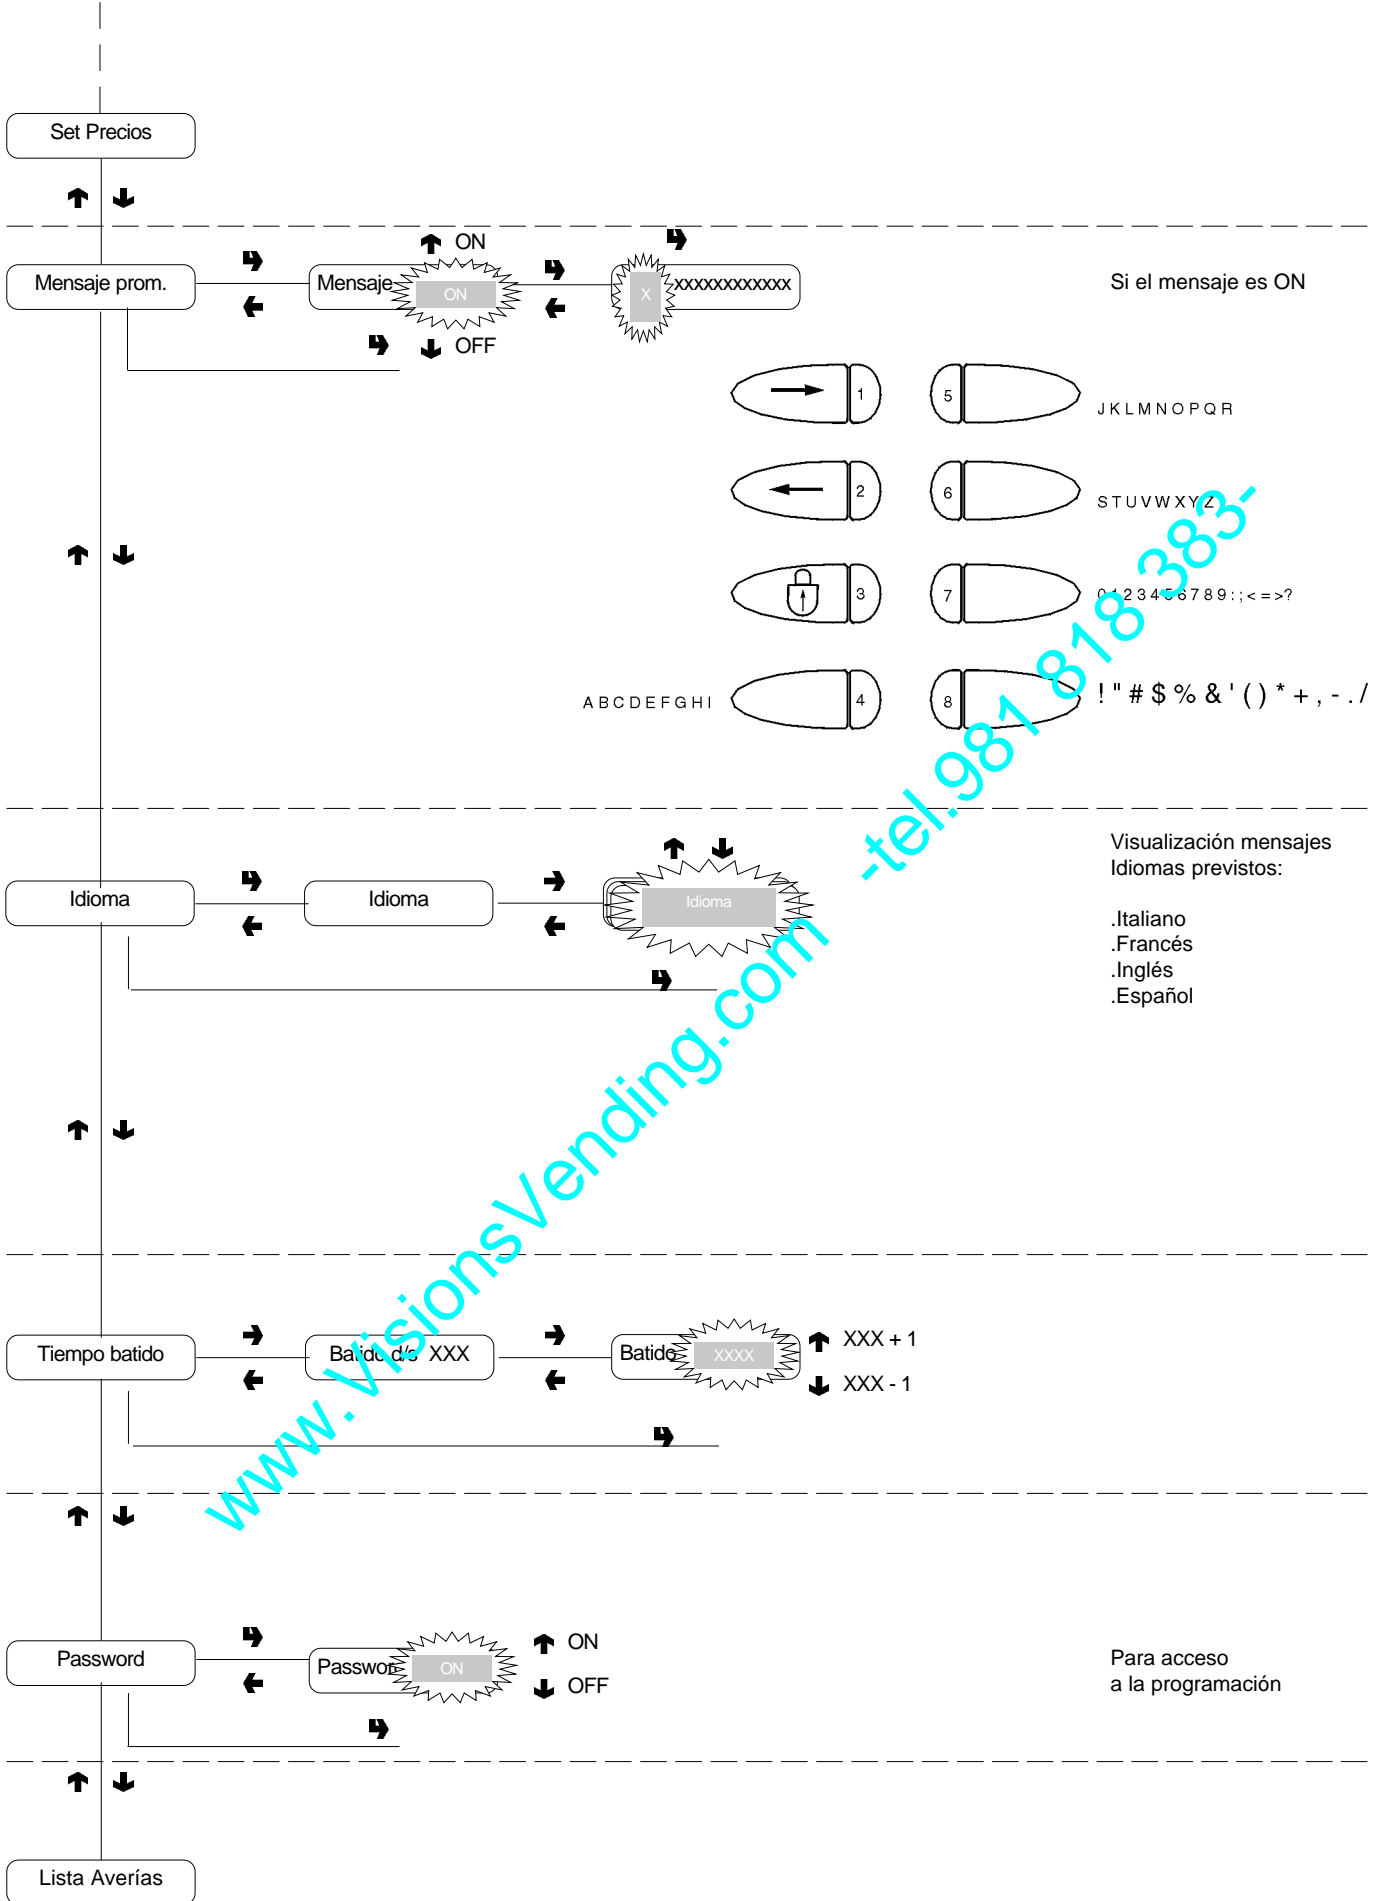 Set Precios
ON
Mensaje prom.
Mensaje
ON
X
xxxxxxxxxxxx
Si el mensaje es ON
OFF
1
5
JKLMNOPQR
2
6
STUVWXYZ
3
7
0123456789:;<=>?
ABCDEFGHI
4
8
!"#$%&'()*+,-./
Visualización mensajes
Idiomas previstos:
Idioma
Idioma
Idioma
.Italiano
.Francés
.Inglés
.Español
Tiempo batido
Batido d/s XXX
Batido
XXXX
XXX + 1
XXX - 1
Password
Passwor
ON
ON
OFF
Para acceso
a la programación
Lista Averías
www.VisionsVending.com -tel.981 818 383-